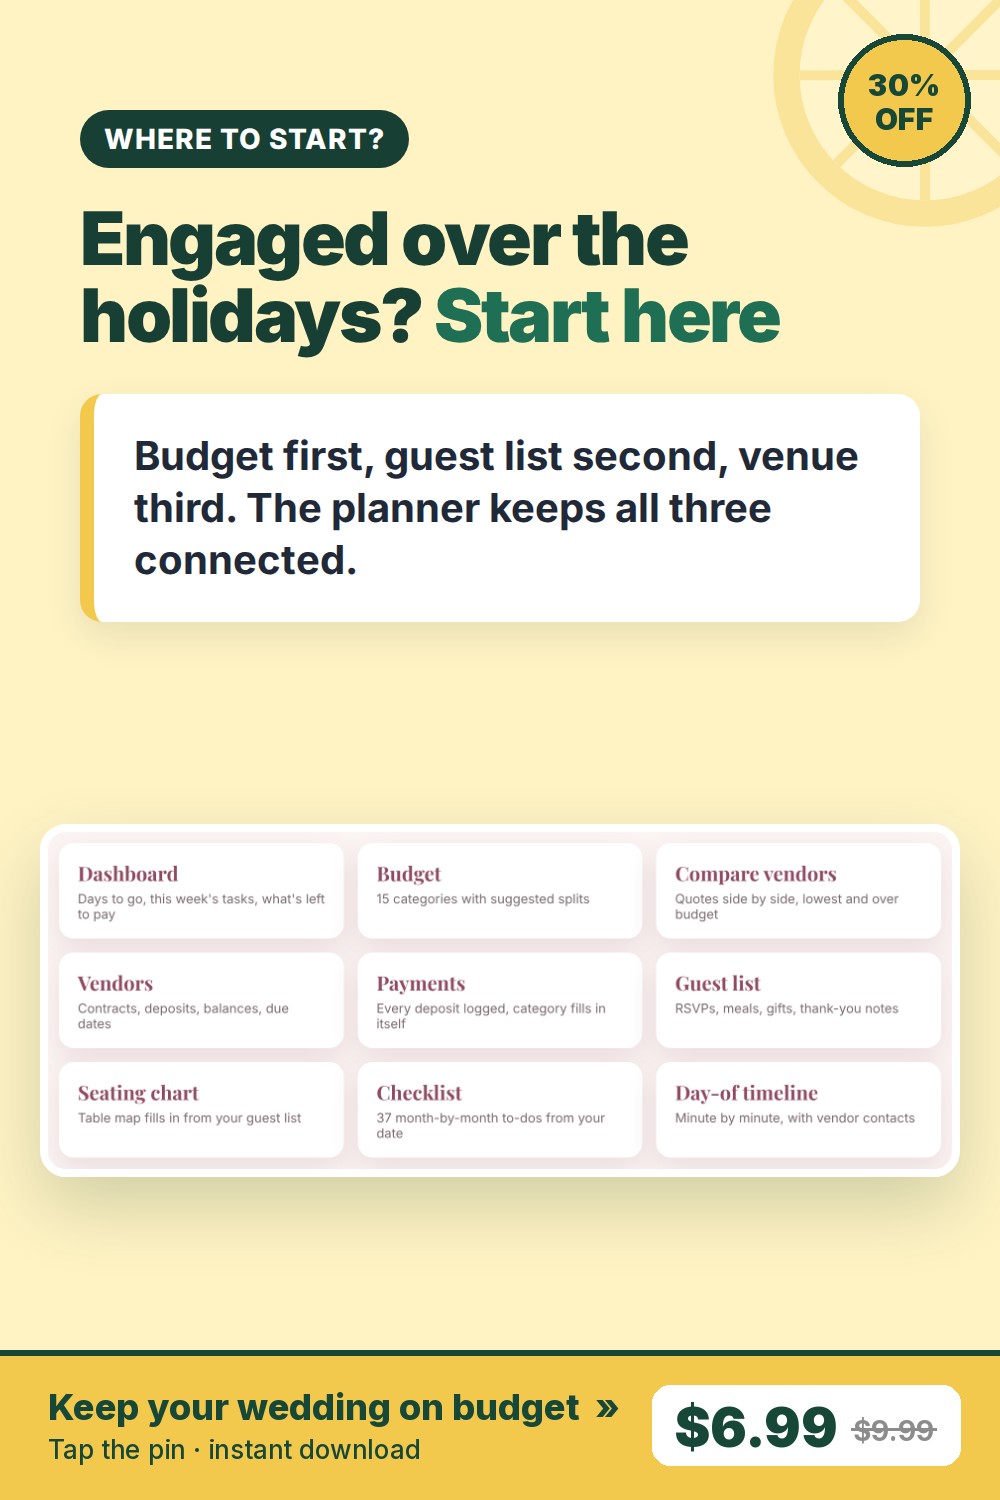 30%
OFF
WHERE TO START?
Engaged over the
holidays? Start here
Budget first, guest list second, venue
third. The planner keeps all three
connected.
Dashboard
Days to go, this week's tasks, what's left
to pay
Budget
15 categories with suggested splits
Compare vendors
Quotes side by side, lowest and over
budget
Vendors
Contracts, deposits, balances, due
dates
Payments
Every deposit logged, category fills in
itself
Guest list
RSVPs, meals, gifts, thank-you notes
Seating chart
Table map fills in from your guest list
Checklist
37 month-by-month to-dos from your
date
Day-of timeline
Minute by minute, with vendor contacts
Keep your wedding on budget »
Tap the pin · instant download
$6.99 $9.99